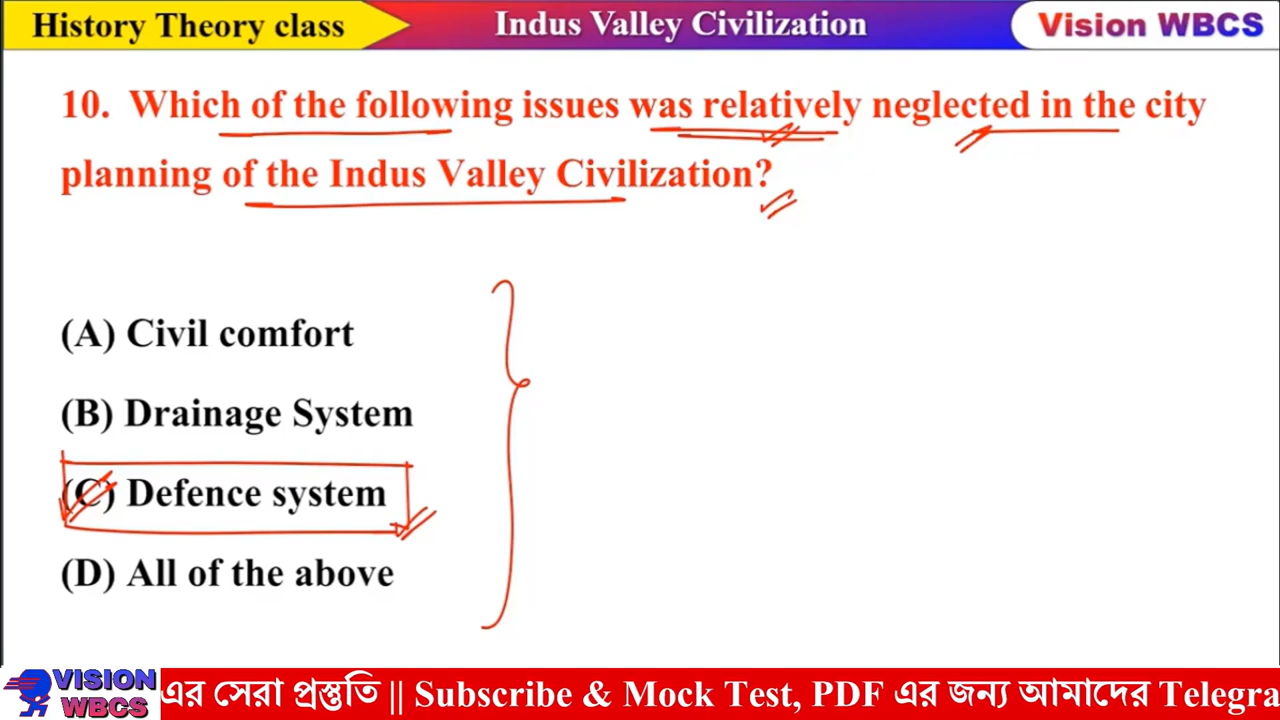 History Theory class
Indus Valley Civilization
Vision WBCS
10. Which of the following issues was relatively neglected in the city
planning of the Indus Valley Civilization?
(A) Civil comfort
(B) Drainage System
(C) Defence system
(D) All of the above
VISION
WBCS
এর সেরা প্রস্তুতি || Subscribe & Mock Test, PDF এর জন্য আমাদের Telegra